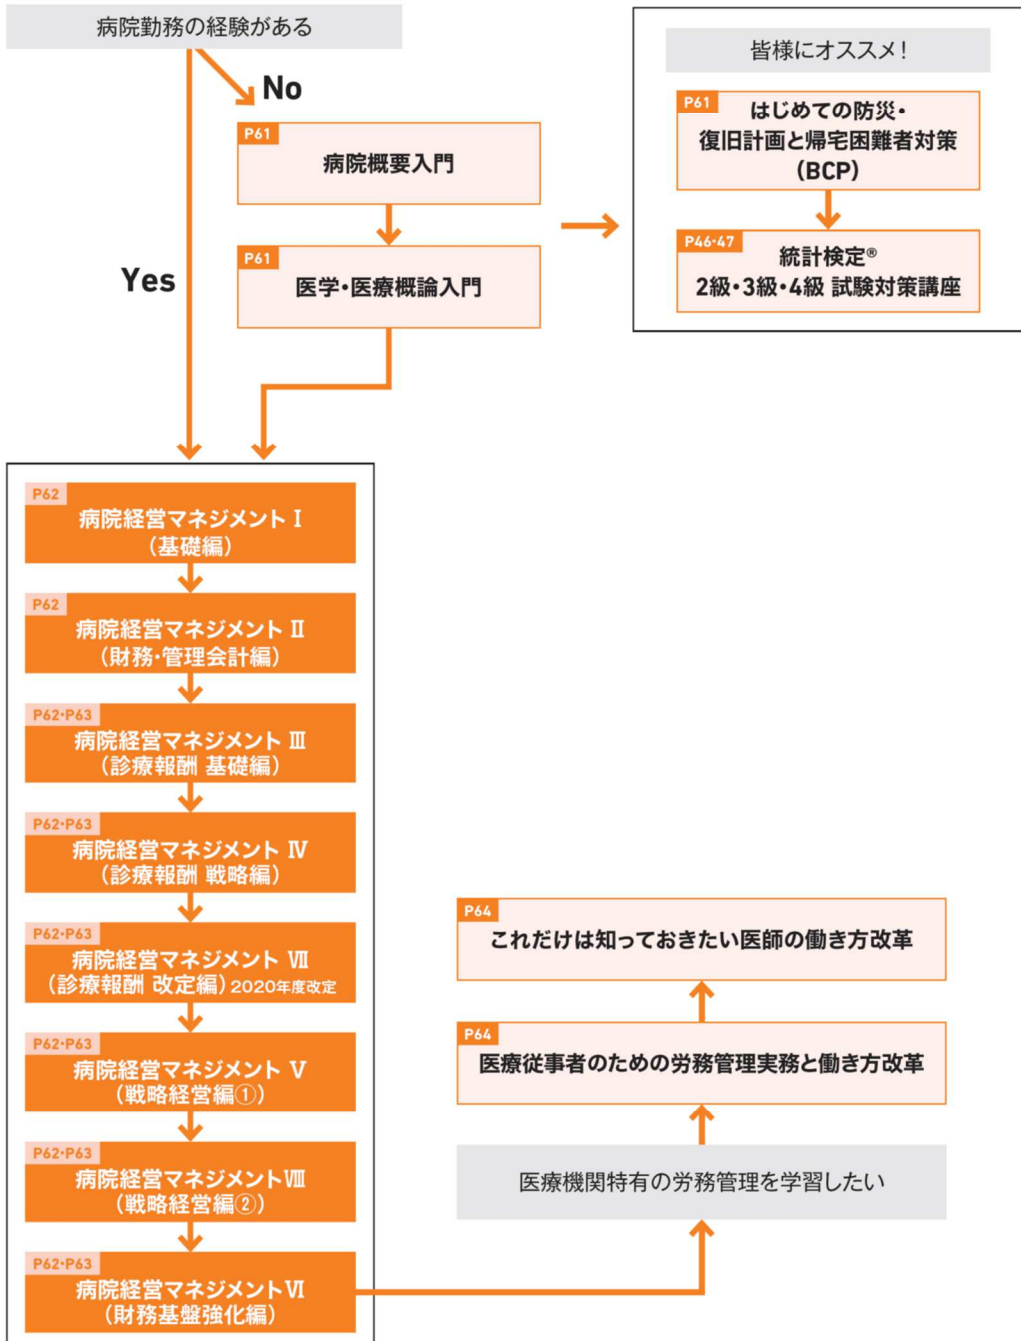 病院勤務の経験がある
No
Yes
P61
病院概要入門
P61
医学・医療概論入門
皆様にオススメ!
P61
はじめての防災・
復旧計画と帰宅困難者対策
(BCP)
P46・47
統計検定®
2級・3級・4級 試験対策講座
P62
病院経営マネジメント Ⅰ
(基礎編)
P62
病院経営マネジメント Ⅱ
(財務・管理会計編)
P62・P63
病院経営マネジメント Ⅲ
(診療報酬 基礎編)
P62・P63
病院経営マネジメント Ⅳ
(診療報酬 戦略編)
P62・P63
病院経営マネジメント Ⅶ
(診療報酬 改定編) 2020年度改定
P62・P63
病院経営マネジメント Ⅴ
(戦略経営編①)
P62・P63
病院経営マネジメントⅧ
(戦略経営編②)
P62・P63
病院経営マネジメントⅥ
(財務基盤強化編)
P64
これだけは知っておきたい医師の働き方改革
P64
医療従事者のための労務管理実務と働き方改革
医療機関特有の労務管理を学習したい